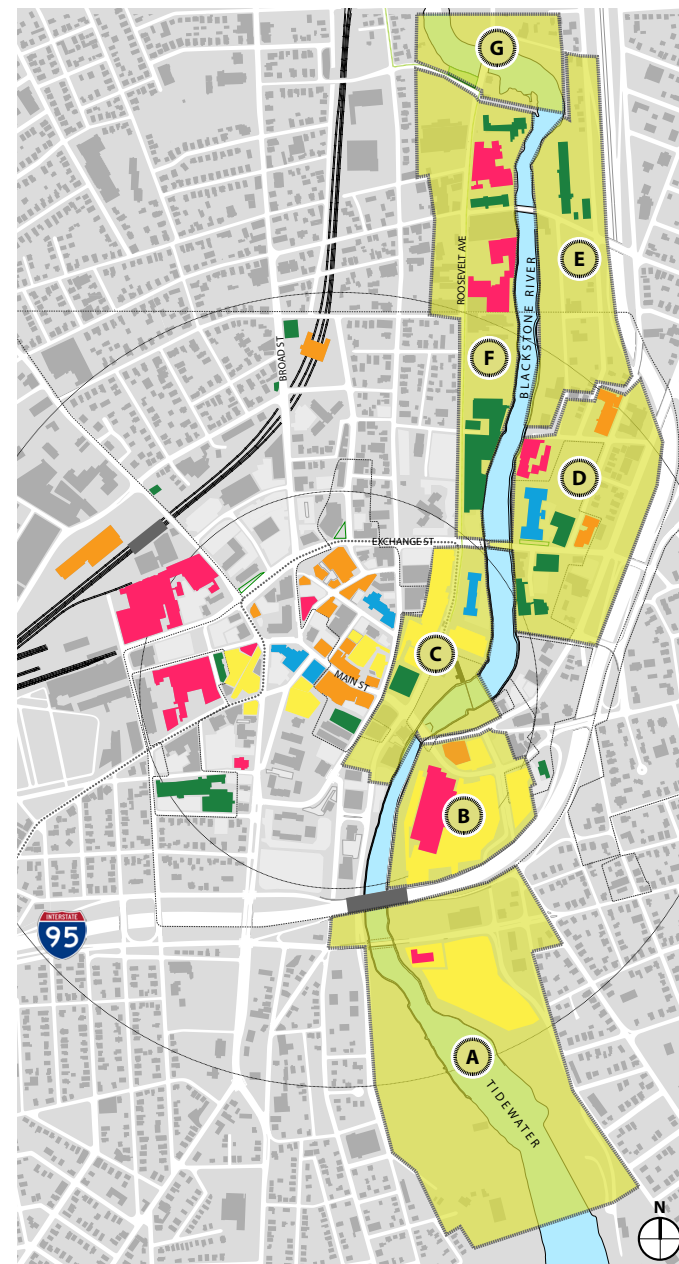 G
E
ROOSEVELT AVE
BLACKSTONE RIVER
BROAD ST
F
D
EXCHANGE ST
C
MAIN ST
B
INTERSTATE
95
A
TIDEWATER
N